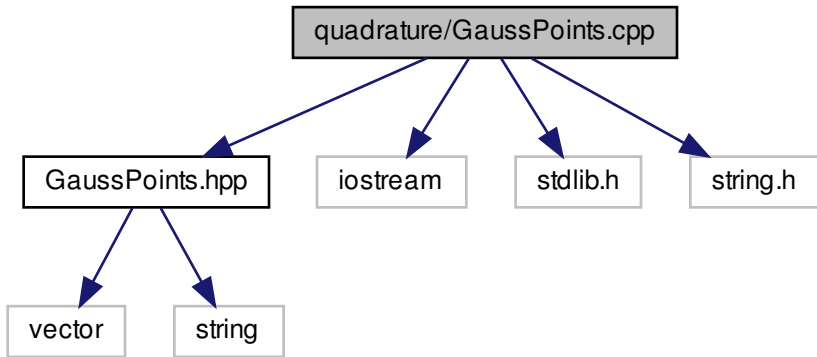 quadrature/GaussPoints.cpp
GaussPoints.hpp
iostream
stdlib.h
string.h
vector
string